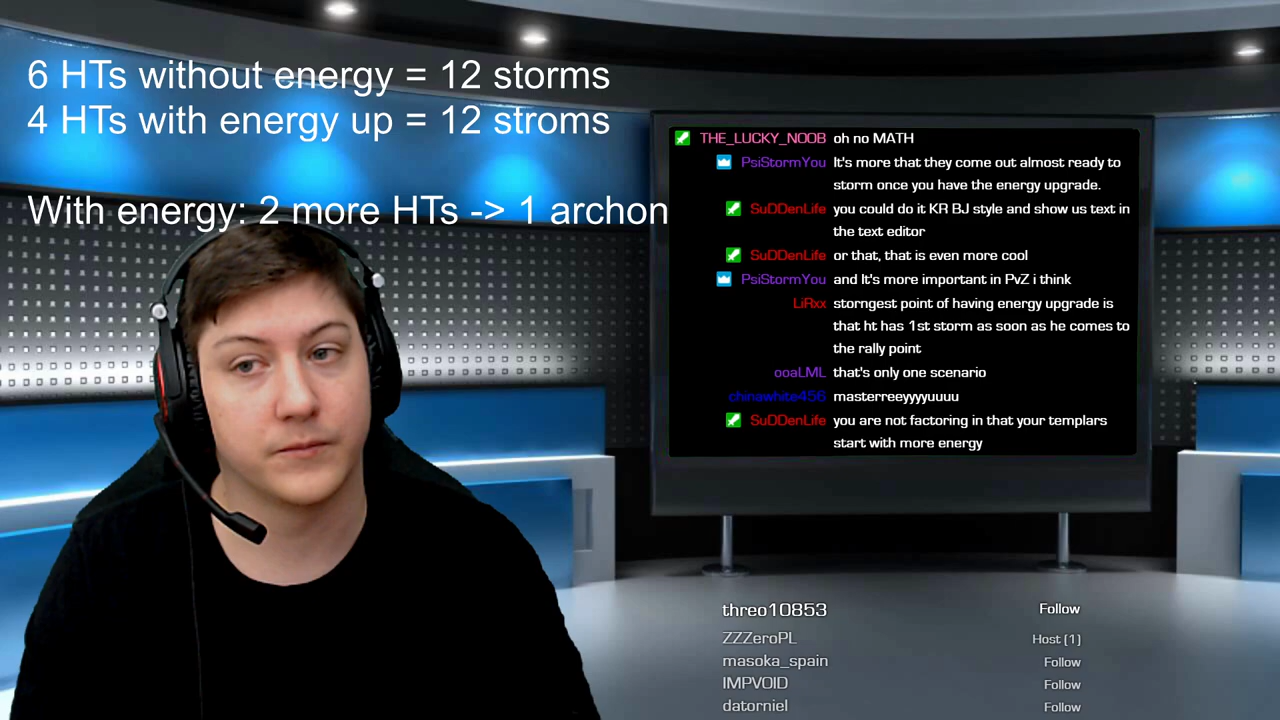 6 HTs without energy = 12 storms
4 HTs with energy up = 12 stroms
With energy: 2 more HTs -> 1 archon
THE_LUCKY_NOOB oh no MATH
PsiStormYou It's more that they come out almost ready to
storm once you have the energy upgrade.
SuDDenLife you could do it KR BJ style and show us text in
the text editor
SuDDenLife or that, that is even more cool
PsiStormYou and It's more important in PvZ i think
LiRxx storngest point of having energy upgrade is
that ht has 1st storm as soon as he comes to
the rally point
ooaLML that's only one scenario
chinawhite456 masterreeyyyyuuuu
SuDDenLife you are not factoring in that your templars
start with more energy
threo10853 Follow
ZZZeroPL Host [1]
masoka_spain Follow
IMPVOID Follow
datorniel Follow